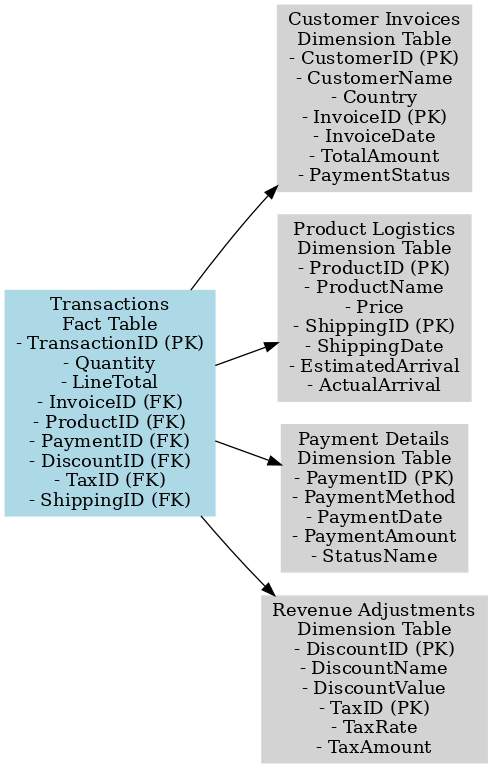 Transactions
Fact Table
- TransactionID (PK)
- Quantity
- LineTotal
- InvoiceID (FK)
- ProductID (FK)
- PaymentID (FK)
- DiscountID (FK)
- TaxID (FK)
- ShippingID (FK)
Customer Invoices
Dimension Table
- CustomerID (PK)
- CustomerName
- Country
- InvoiceID (PK)
- InvoiceDate
- TotalAmount
- PaymentStatus
Product Logistics
Dimension Table
- ProductID (PK)
- ProductName
- Price
- ShippingID (PK)
- ShippingDate
- EstimatedArrival
- ActualArrival
Payment Details
Dimension Table
- PaymentID (PK)
- PaymentMethod
- PaymentDate
- PaymentAmount
- StatusName
Revenue Adjustments
Dimension Table
- DiscountID (PK)
- DiscountName
- DiscountValue
- TaxID (PK)
- TaxRate
- TaxAmount